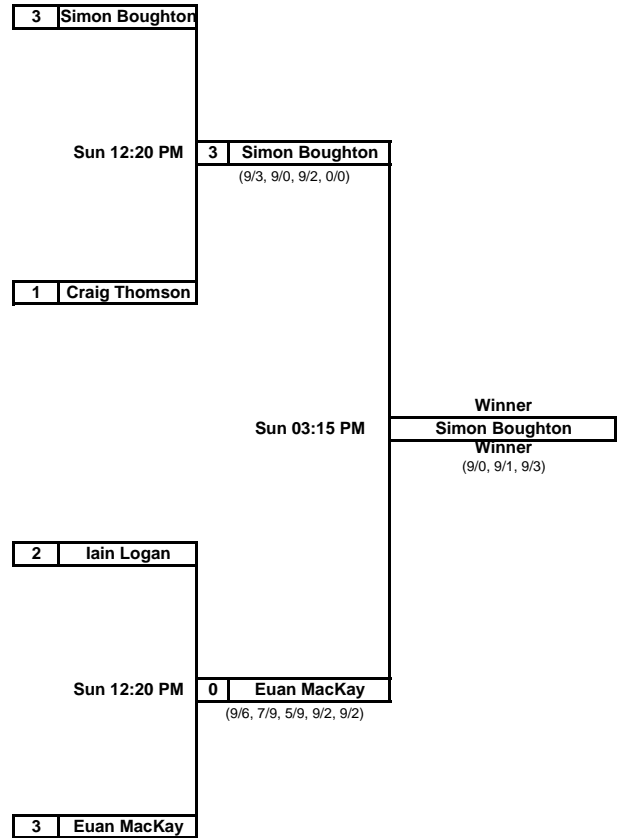 3 Simon Boughton
Sun 12:20 PM 3 Simon Boughton
(9/3, 9/0, 9/2, 0/0)
1 Craig Thomson
Winner
Sun 03:15 PM Simon Boughton
Winner
(9/0, 9/1, 9/3)
2 Iain Logan
Sun 12:20 PM 0 Euan MacKay
(9/6, 7/9, 5/9, 9/2, 9/2)
3 Euan MacKay